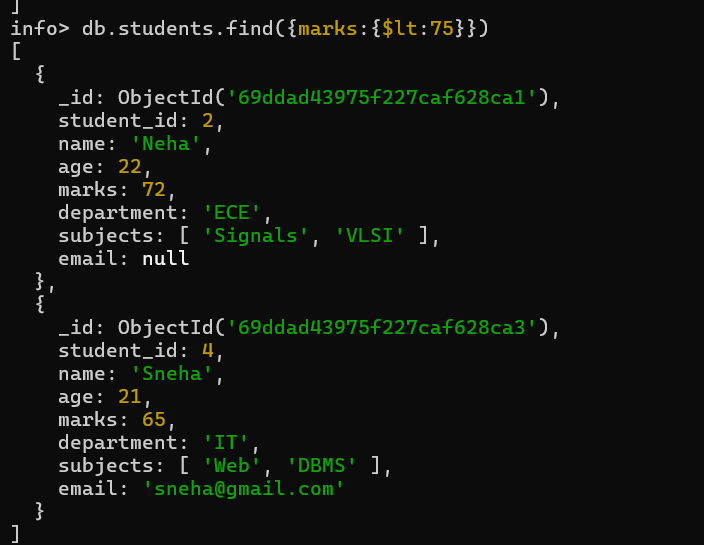 ]
info> db.students.find({marks:{$lt:75}})
[
  {
    _id: ObjectId('69ddad43975f227caf628ca1'),
    student_id: 2,
    name: 'Neha',
    age: 22,
    marks: 72,
    department: 'ECE',
    subjects: [ 'Signals', 'VLSI' ],
    email: null
  },
  {
    _id: ObjectId('69ddad43975f227caf628ca3'),
    student_id: 4,
    name: 'Sneha',
    age: 21,
    marks: 65,
    department: 'IT',
    subjects: [ 'Web', 'DBMS' ],
    email: 'sneha@gmail.com'
  }
]